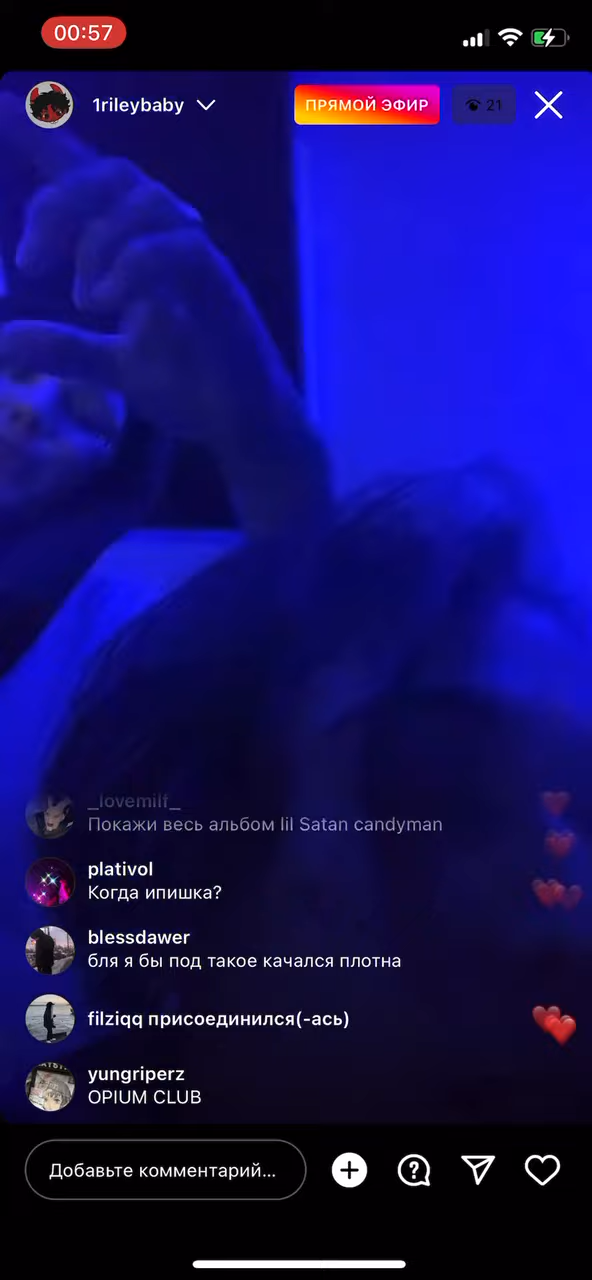 00:57
1rileybaby
ПРЯМОЙ ЭФИР
21
_lovemilf_
Покажи весь альбом lil Satan candyman
plativol
Когда ипишка?
blessdawer
бля я бы под такое качался плотна
filziqq присоединился(-ась)
yungriperz
OPIUM CLUB
Добавьте комментарий...